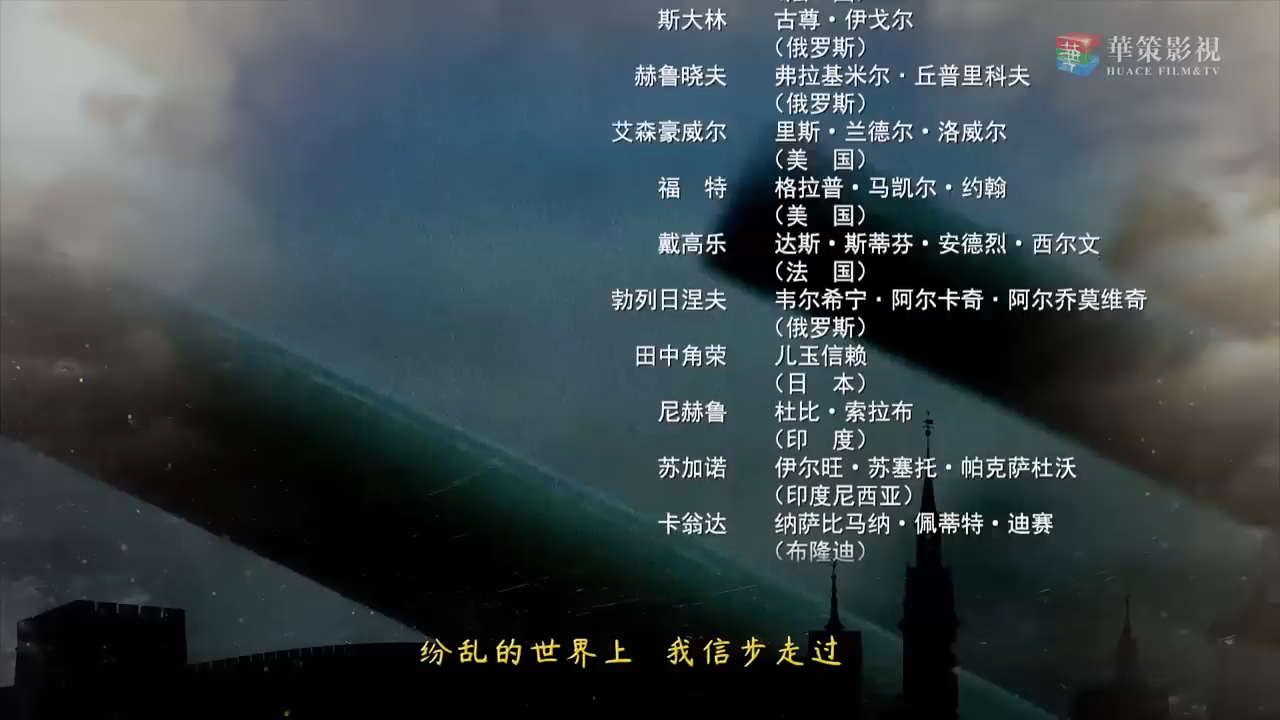 斯大林 古尊·伊戈尔
（俄罗斯）
赫鲁晓夫 弗拉基米尔·丘普里科夫
（俄罗斯）
艾森豪威尔 里斯·兰德尔·洛威尔
（美 国）
福 特 格拉普·马凯尔·约翰
（美 国）
戴高乐 达斯·斯蒂芬·安德烈·西尔文
（法 国）
勃列日涅夫 韦尔希宁·阿尔卡奇·阿尔乔莫维奇
（俄罗斯）
田中角荣 儿玉信赖
（日 本）
尼赫鲁 杜比·索拉布
（印 度）
苏加诺 伊尔旺·苏塞托·帕克萨杜沃
（印度尼西亚）
卡翁达 纳萨比马纳·佩蒂特·迪赛
（布隆迪）
華策影視
HUACE FILM&TV
纷乱的世界上 我信步走过